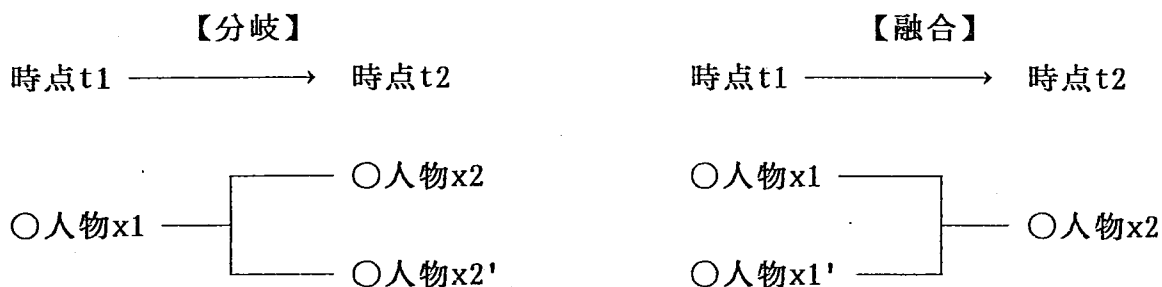 【分岐】 【融合】
時点t1 → 時点t2 時点t1 → 時点t2
○人物x2 ○人物x1
○人物x1 ○人物x2
○人物x2' ○人物x1'